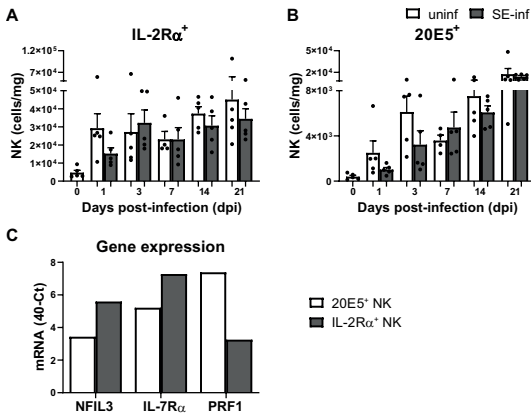 A
IL-2Rα⁺
NK (cells/mg)
1.2×10⁵
7.0×10⁴
5×10⁴
4×10⁴
3×10⁴
2×10⁴
1×10⁴
0 1 3 7 14 21
Days post-infection (dpi)
B
uninf SE-inf
20E5⁺
NK (cells/mg)
5×10⁴
2×10⁴
8×10³
4×10³
0
0 1 3 7 14 21
Days post-infection (dpi)
C
Gene expression
mRNA (40-Ct)
8
6
4
2
0
NFIL3 IL-7Rα PRF1
20E5⁺ NK
IL-2Rα⁺ NK